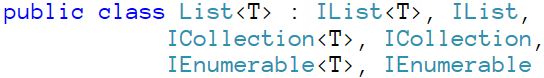 public class List<T> : IList<T>, IList,
ICollection<T>, ICollection,
IEnumerable<T>, IEnumerable